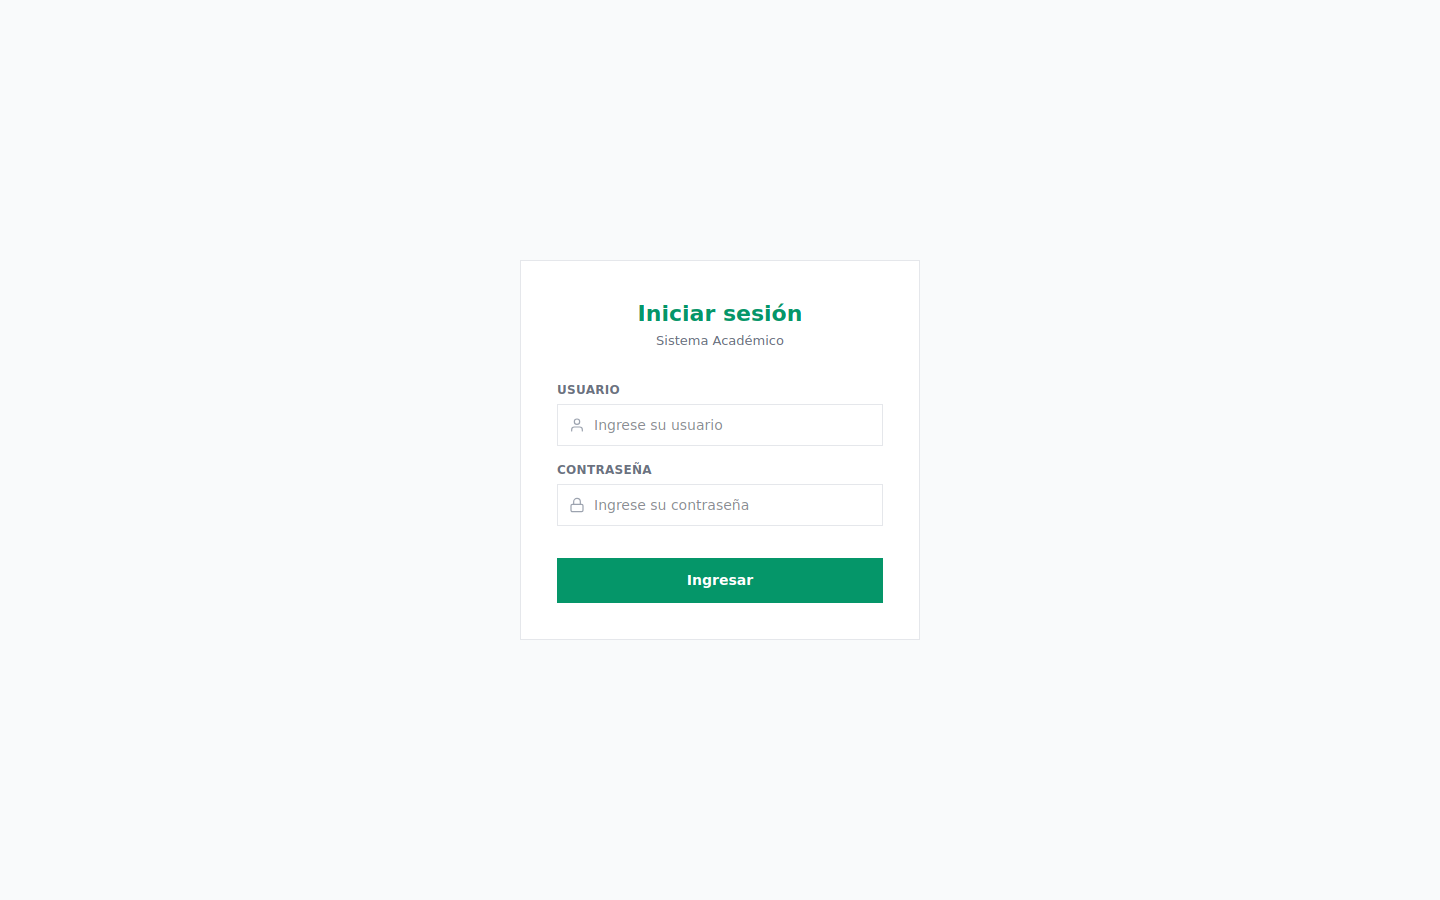 Iniciar sesión
Sistema Académico
USUARIO
Ingrese su usuario
CONTRASEÑA
Ingrese su contraseña
Ingresar